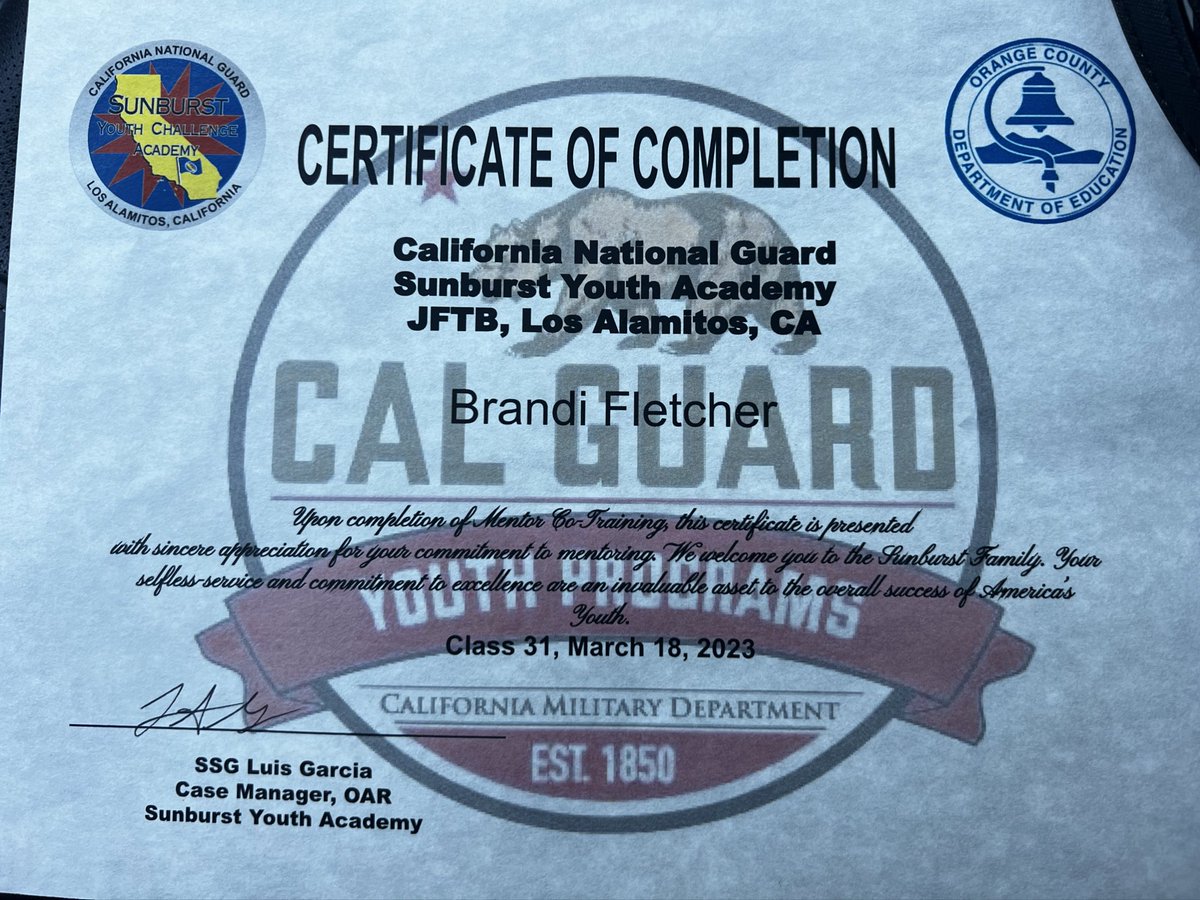 CALIFORNIA NATIONAL GUARD
SUNBURST
YOUTH CHALLENGE
ACADEMY
LOS ALAMITOS, CALIFORNIA
ORANGE COUNTY
DEPARTMENT OF EDUCATION
CERTIFICATE OF COMPLETION
California National Guard
Sunburst Youth Academy
JFTB, Los Alamitos, CA
CAL GUARD
Brandi Fletcher
Upon completion of Mentor Co-Training, this certificate is presented
with sincere appreciation for your commitment to mentoring. We welcome you to the Sunburst Family. Your
selfless-service and commitment to excellence are an invaluable asset to the overall success of America's
Youth.
YOUTH PROGRAMS
Class 31, March 18, 2023
CALIFORNIA MILITARY DEPARTMENT
EST. 1850
SSG Luis Garcia
Case Manager, OAR
Sunburst Youth Academy